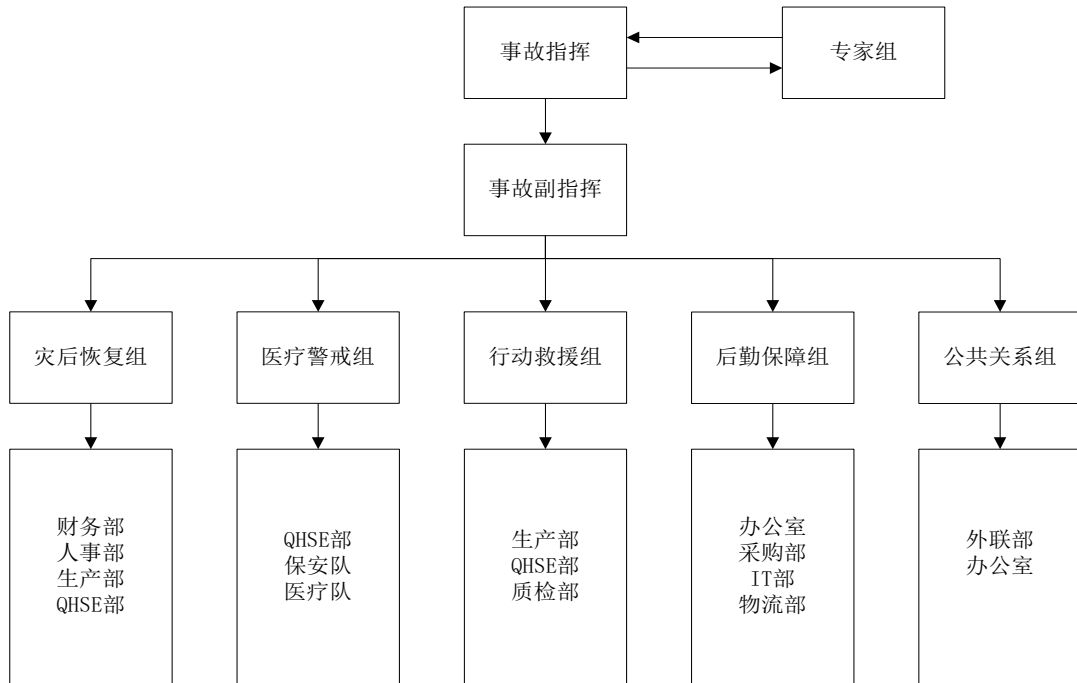 事故指挥
专家组
事故副指挥
灾后恢复组
医疗警戒组
行动救援组
后勤保障组
公共关系组
财务部
人事部
生产部
QHSE部
QHSE部
保安队
医疗队
生产部
QHSE部
质检部
办公室
采购部
IT部
物流部
外联部
办公室